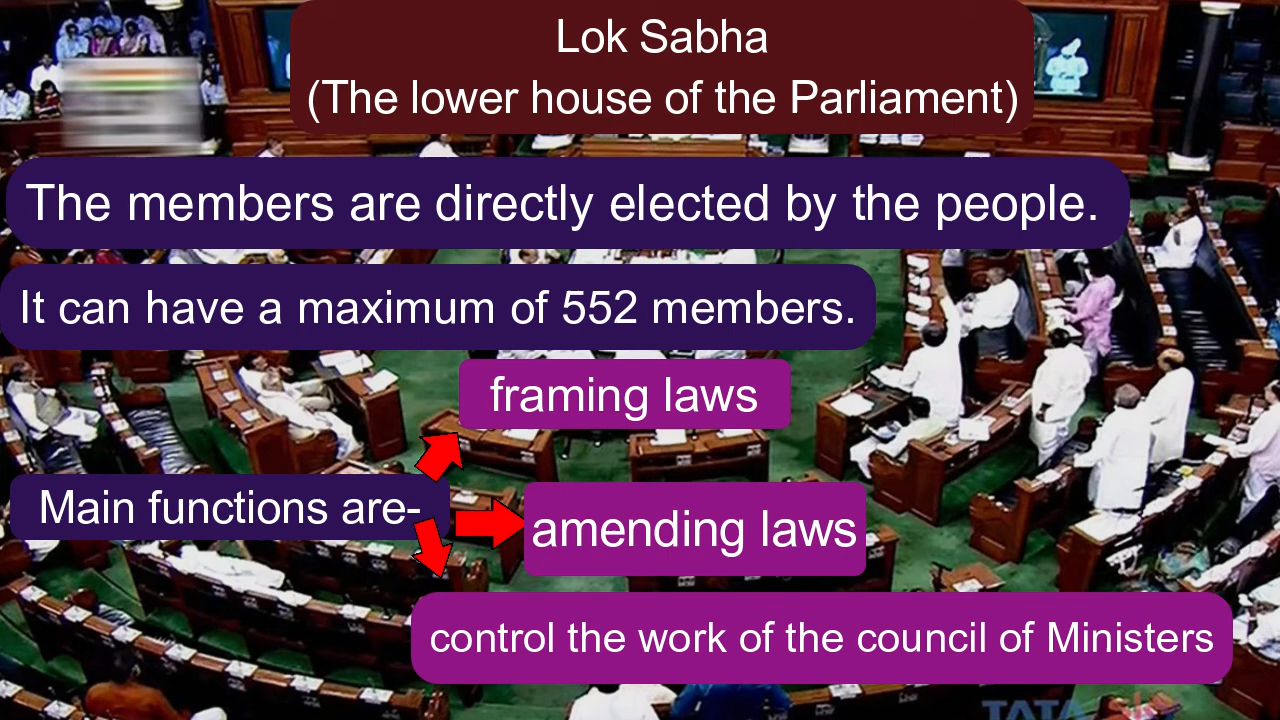 Lok Sabha
(The lower house of the Parliament)
The members are directly elected by the people.
It can have a maximum of 552 members.
framing laws
Main functions are-
amending laws
control the work of the council of Ministers
TATA